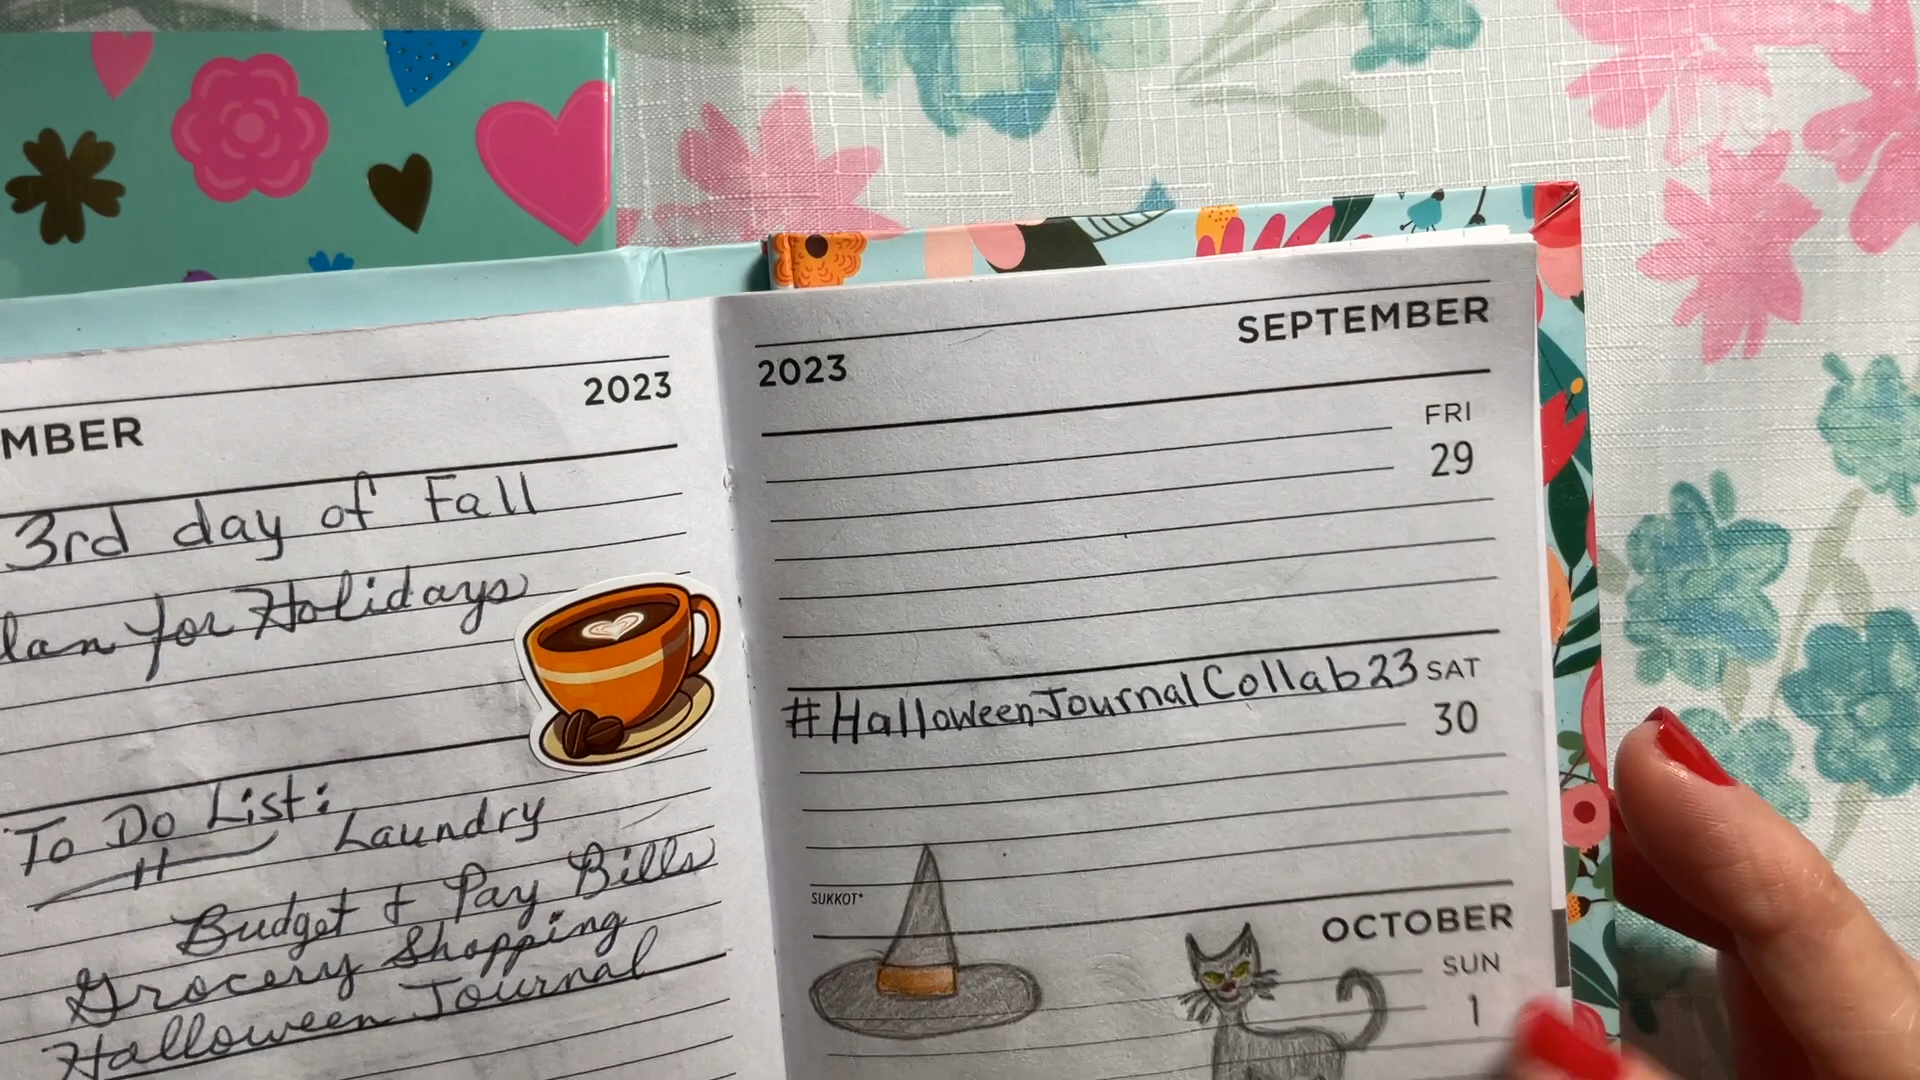 MBER 2023
3rd day of Fall
lan for Holidays
To Do List:
Laundry
Budget & Pay Bills
Grocery Shopping
Halloween Journal
2023 SEPTEMBER
FRI
29
#HalloweenJournalCollab23 SAT
30
SUKKOT*
OCTOBER
SUN
1